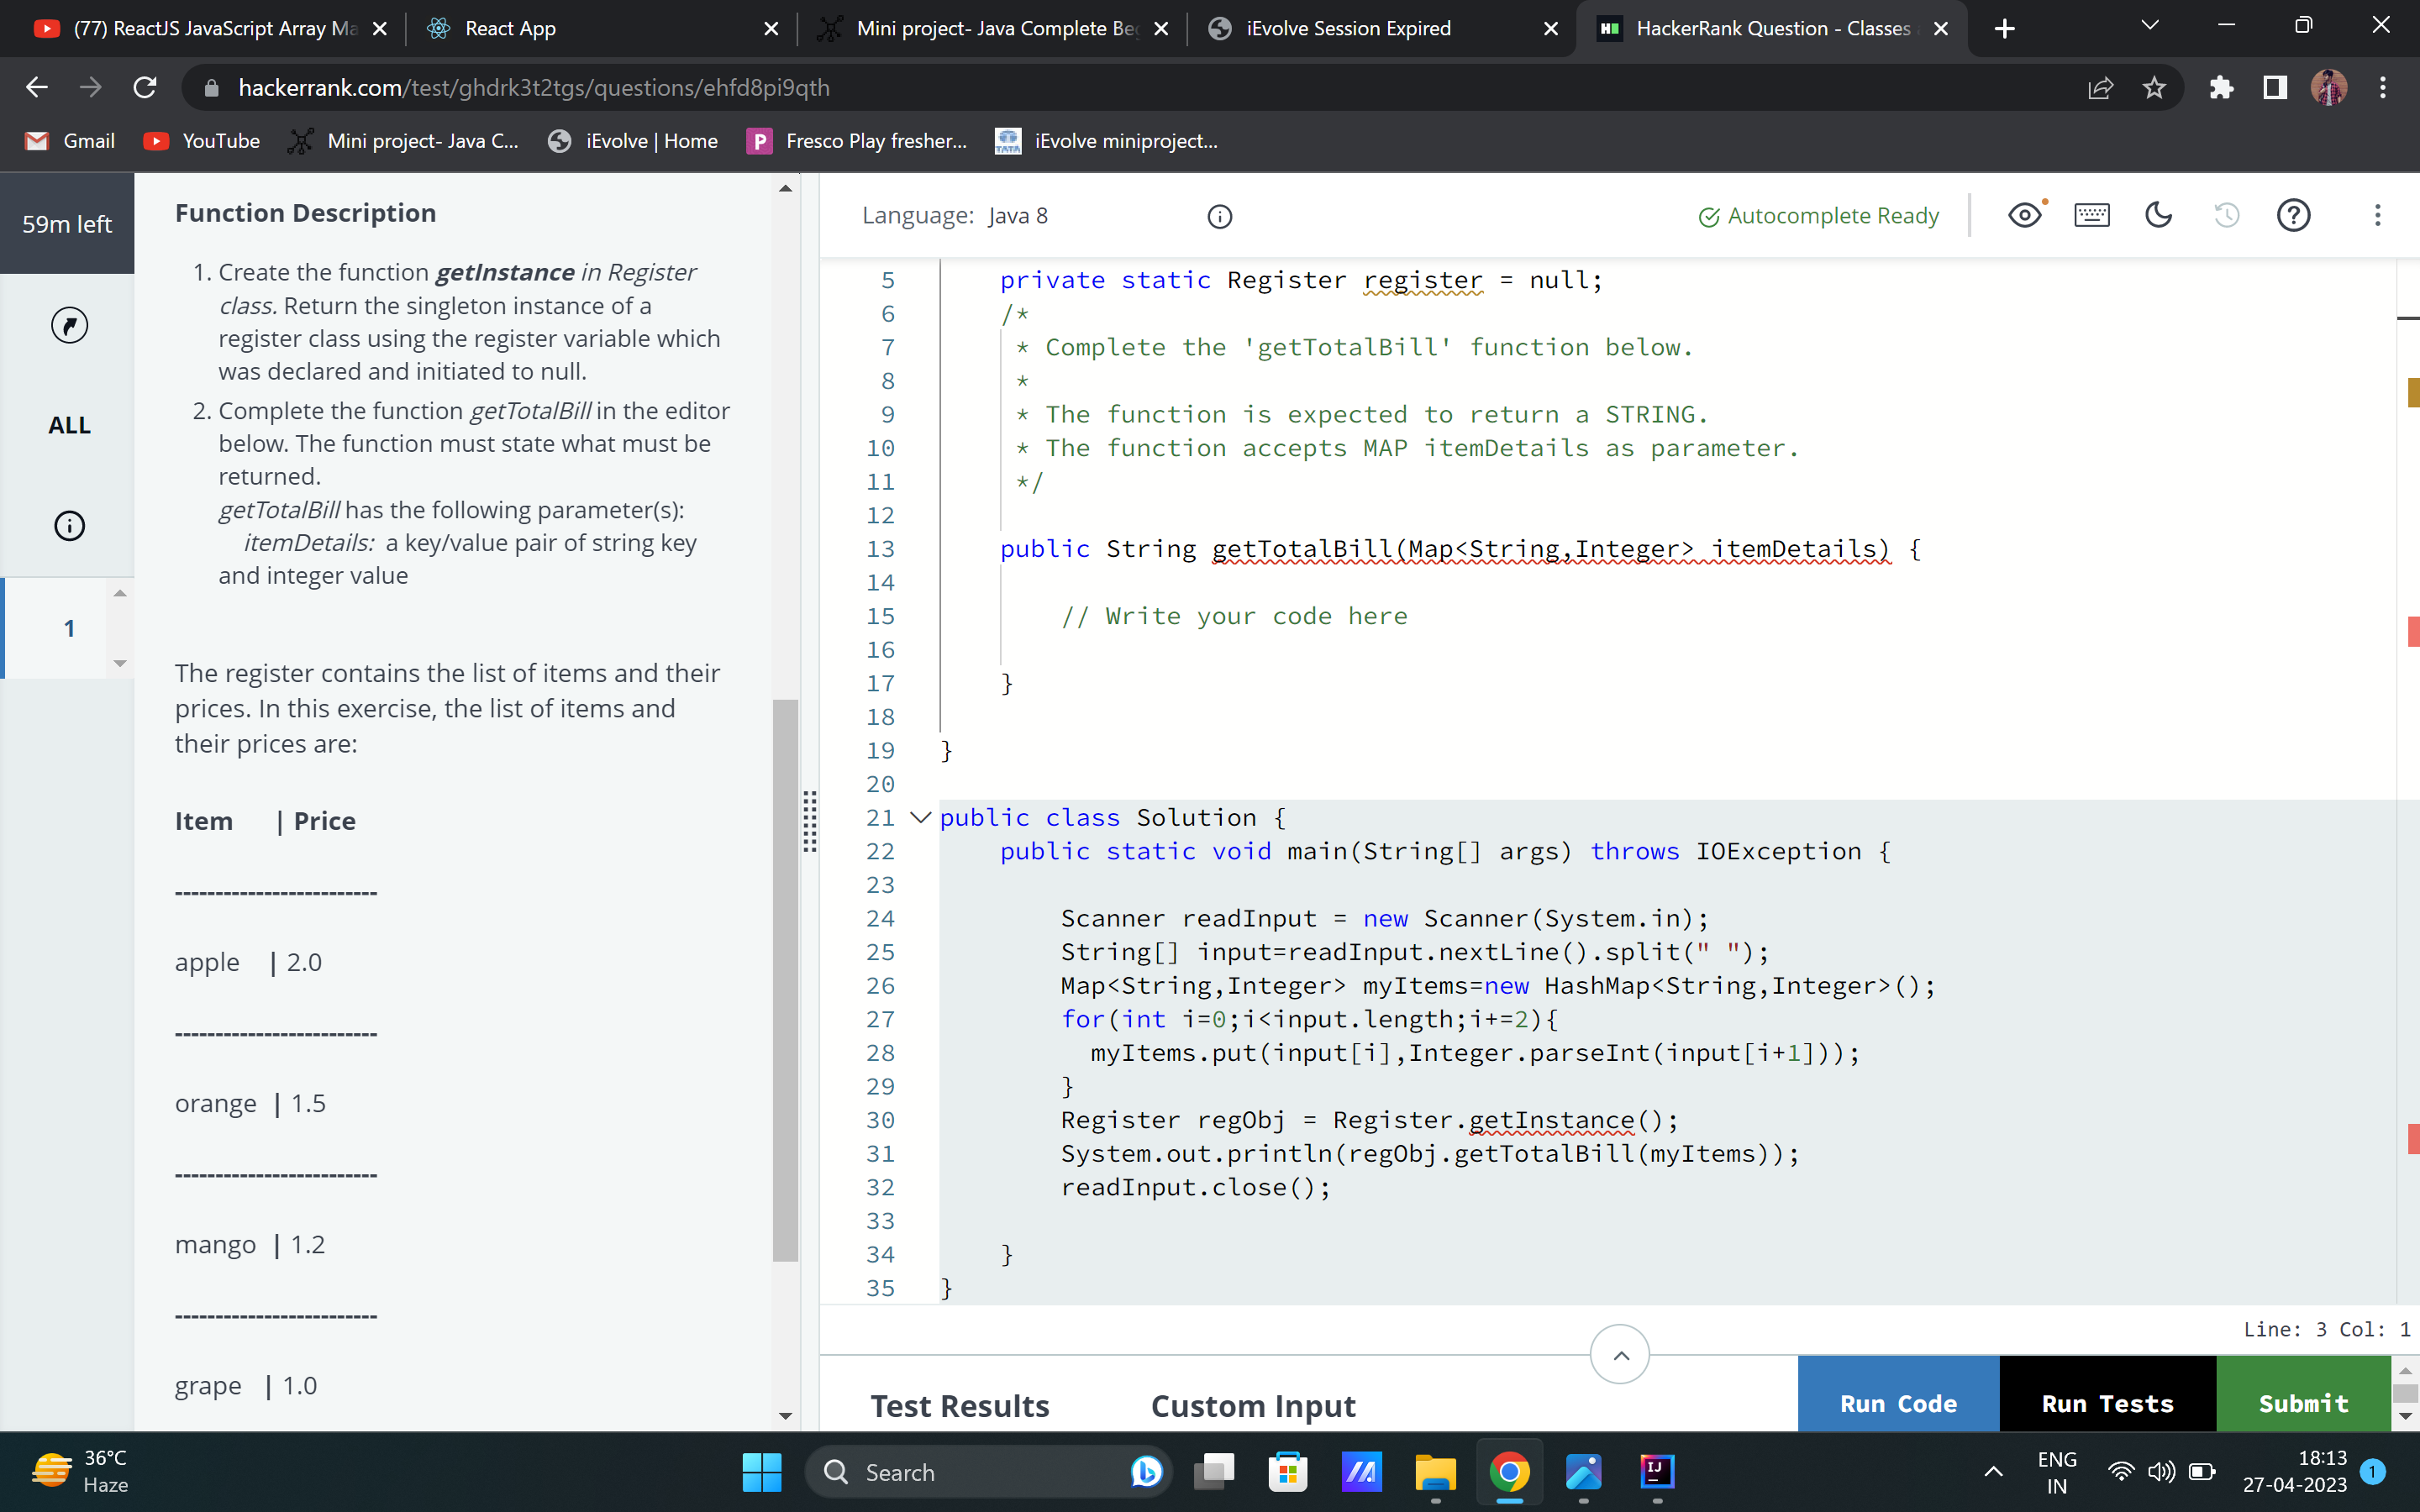 (77) ReactJS JavaScript Array Ma
React App
Mini project- Java Complete Be
iEvolve Session Expired
HackerRank Question - Classes
hackerrank.com/test/ghdrk3t2tgs/questions/ehfd8pi9qth
Gmail
YouTube
Mini project- Java C...
iEvolve | Home
Fresco Play fresher...
iEvolve miniproject...
59m left
ALL
1
Function Description
1. Create the function getInstance in Register
class. Return the singleton instance of a
register class using the register variable which
was declared and initiated to null.
2. Complete the function getTotalBill in the editor
below. The function must state what must be
returned.
getTotalBill has the following parameter(s):
itemDetails: a key/value pair of string key
and integer value
The register contains the list of items and their
prices. In this exercise, the list of items and
their prices are:
Item | Price
-------------------------
apple | 2.0
-------------------------
orange | 1.5
-------------------------
mango | 1.2
-------------------------
grape | 1.0
Language: Java 8
Autocomplete Ready
5 private static Register register = null;
6 /*
7 * Complete the 'getTotalBill' function below.
8 *
9 * The function is expected to return a STRING.
10 * The function accepts MAP itemDetails as parameter.
11 */
12
13 public String getTotalBill(Map<String,Integer> itemDetails) {
14
15 // Write your code here
16
17 }
18
19 }
20
21 public class Solution {
22 public static void main(String[] args) throws IOException {
23
24 Scanner readInput = new Scanner(System.in);
25 String[] input=readInput.nextLine().split(" ");
26 Map<String,Integer> myItems=new HashMap<String,Integer>();
27 for(int i=0;i<input.length;i+=2){
28 myItems.put(input[i],Integer.parseInt(input[i+1]));
29 }
30 Register regObj = Register.getInstance();
31 System.out.println(regObj.getTotalBill(myItems));
32 readInput.close();
33
34 }
35 }
Line: 3 Col: 1
Test Results
Custom Input
Run Code
Run Tests
Submit
36°C
Haze
Search
ENG
IN
18:13
27-04-2023
1